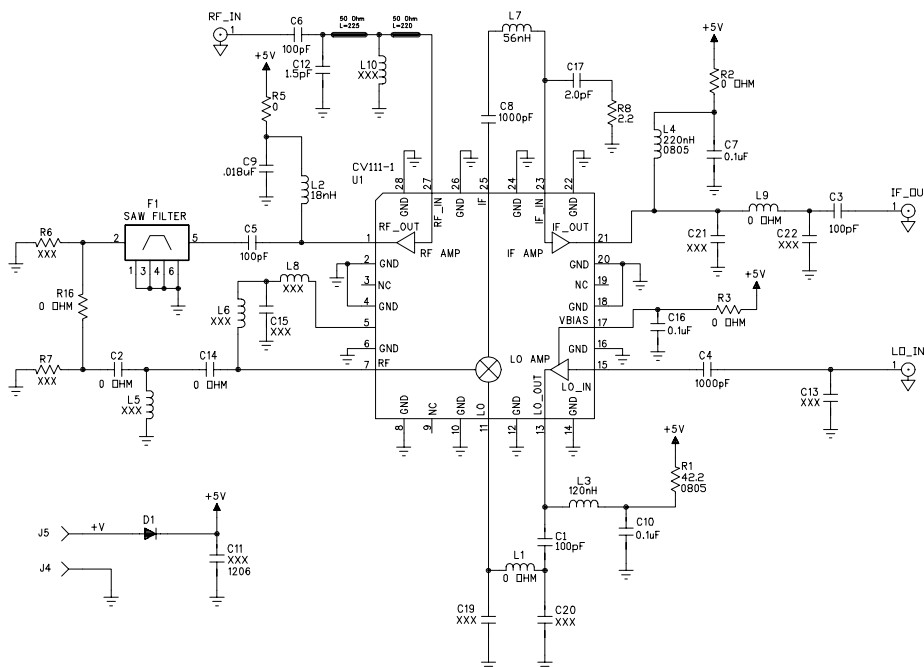 RF_IN
1
C6
100pF
50 Ohm
L=225
50 Ohm
L=220
C12
1.5pF
L10
XXX
+5V
R5
0
C9
.018uF
L2
18nH
L7
56nH
C17
2.0pF
R8
2.2
C8
1000pF
+5V
R2
0 OHM
L4
220nH
0805
C7
0.1uF
CV111-1
U1
28
27
26
25
24
23
22
GND
RF_IN
GND
IF
GND
IF_IN
GND
F1
SAW FILTER
2
5
1 3 4 6
C5
100pF
1
RF_OUT
RF AMP
IF AMP
IF_OUT
21
L9
0 OHM
C3
100pF
IF_OU
1
C21
XXX
C22
XXX
R6
XXX
R16
0 OHM
R7
XXX
C2
0 OHM
L5
XXX
C14
0 OHM
L6
XXX
C15
XXX
L8
XXX
2
GND
3
NC
4
GND
5
6
GND
7
RF
20
GND
19
NC
18
GND
VBIAS
17
16
GND
15
LO_IN
LO AMP
LO_OUT
C16
0.1uF
R3
0 OHM
+5V
C4
1000pF
LO_IN
1
C13
XXX
GND
NC
GND
LO
GND
GND
8
9
10
11
12
13
14
+5V
R1
42.2
0805
L3
120nH
C10
0.1uF
C1
100pF
L1
0 OHM
C19
XXX
C20
XXX
J5
+V
D1
+5V
C11
XXX
1206
J4